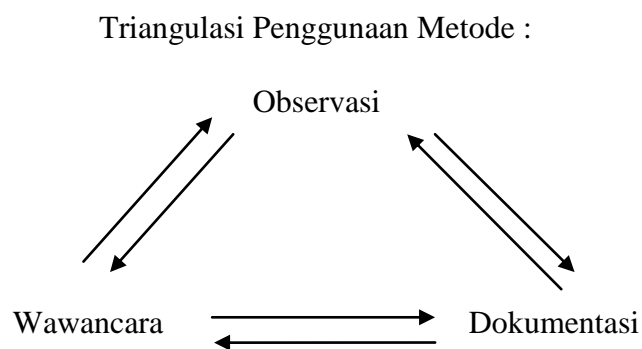 Triangulasi Penggunaan Metode :
Observasi
Wawancara
Dokumentasi